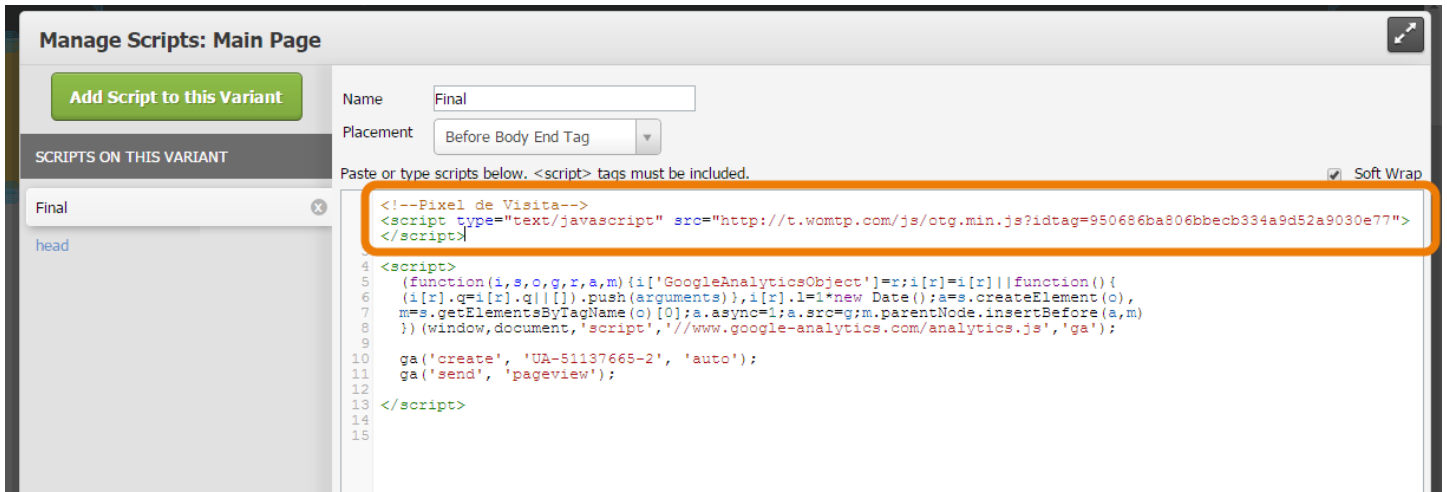 Manage Scripts: Main Page
Add Script to this Variant
SCRIPTS ON THIS VARIANT
Final
head
Name Final
Placement Before Body End Tag
Paste or type scripts below. <script> tags must be included. Soft Wrap
<!--Pixel de Visita-->
<script type="text/javascript" src="http://t.womtp.com/js/otg.min.js?idtag=950686ba806bbecb334a9d52a9030e77">
</script>
3
4 <script>
5 (function(i,s,o,g,r,a,m){i['GoogleAnalyticsObject']=r;i[r]=i[r]||function(){
6 (i[r].q=i[r].q||[]).push(arguments)},i[r].l=1*new Date();a=s.createElement(o),
7 m=s.getElementsByTagName(o)[0];a.async=1;a.src=g;m.parentNode.insertBefore(a,m)
8 })(window,document,'script','//www.google-analytics.com/analytics.js','ga');
9
10 ga('create', 'UA-51137665-2', 'auto');
11 ga('send', 'pageview');
12
13 </script>
14
15